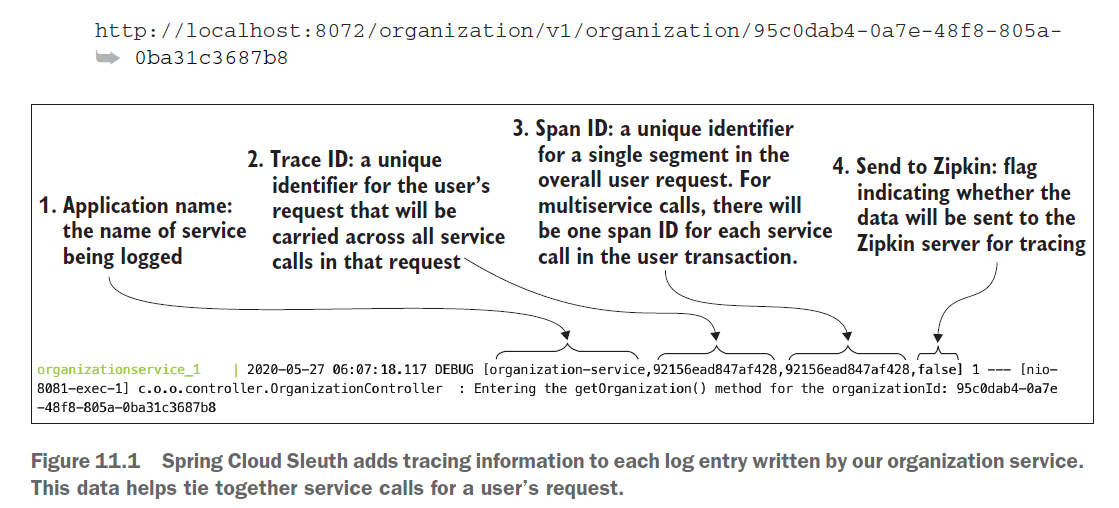 http://localhost:8072/organization/v1/organization/95c0dab4-0a7e-48f8-805a-
➥ 0ba31c3687b8
1. Application name:
the name of service
being logged
2. Trace ID: a unique
identifier for the user’s
request that will be
carried across all service
calls in that request
3. Span ID: a unique identifier
for a single segment in the
overall user request. For
multiservice calls, there will
be one span ID for each service
call in the user transaction.
4. Send to Zipkin: flag
indicating whether the
data will be sent to the
Zipkin server for tracing
organizationservice_1 | 2020-05-27 06:07:18.117 DEBUG [organization-service,92156ead847af428,92156ead847af428,false] 1 --- [nio-
8081-exec-1] c.o.o.controller.OrganizationController : Entering the getOrganization() method for the organizationId: 95c0dab4-0a7e
-48f8-805a-0ba31c3687b8
Figure 11.1 Spring Cloud Sleuth adds tracing information to each log entry written by our organization service.
This data helps tie together service calls for a user’s request.